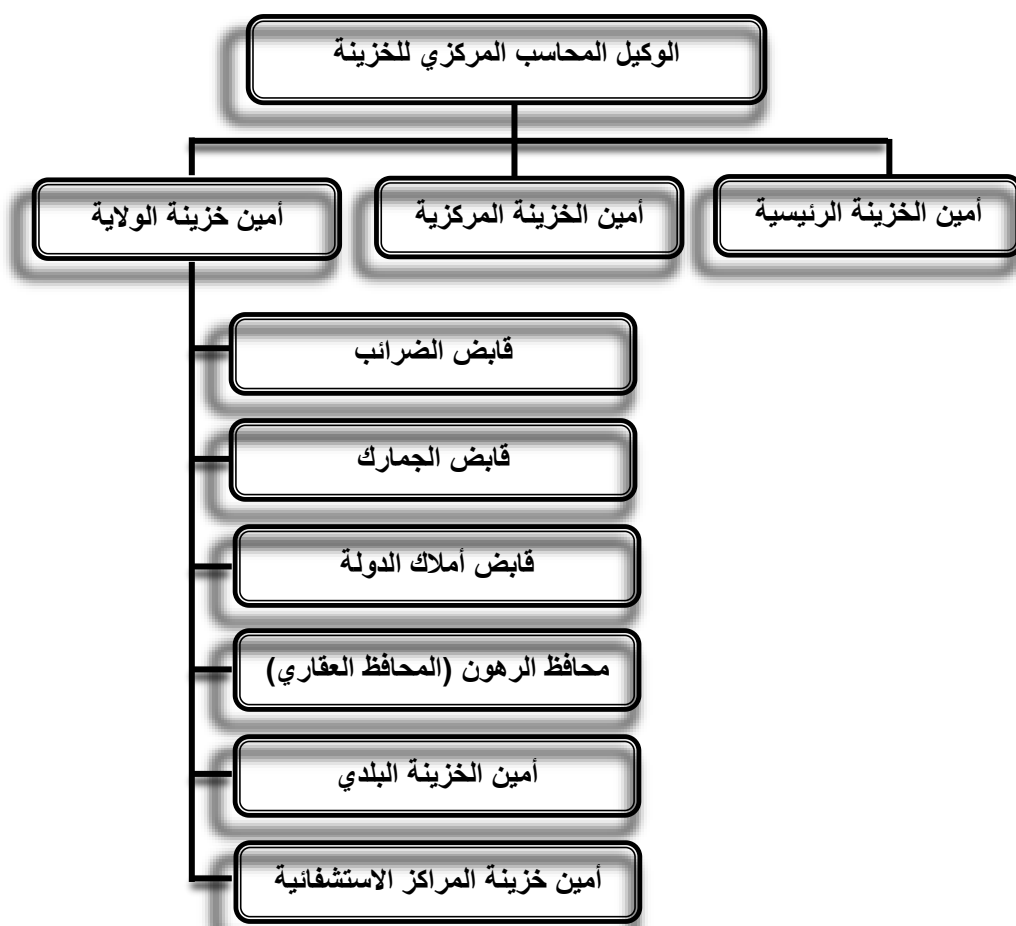 الوكيل المحاسب المركزي للخزينة
أمين الخزينة الرئيسية
أمين الخزينة المركزية
أمين خزينة الولاية
قابض الضرائب
قابض الجمارك
قابض أملاك الدولة
محافظ الرهون (المحافظ العقاري)
أمين الخزينة البلدي
أمين خزينة المراكز الاستشفائية